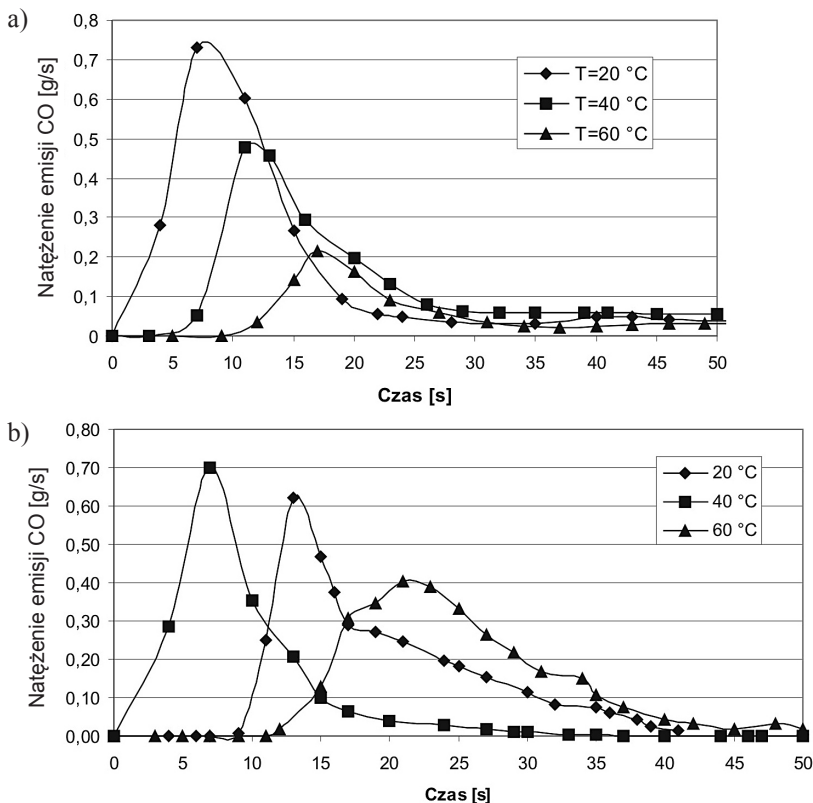 a)
Natężenie emisji CO [g/s]
0,8
0,7
0,6
0,5
0,4
0,3
0,2
0,1
0
T=20 °C
T=40 °C
T=60 °C
0 5 10 15 20 25 30 35 40 45 50
Czas [s]
b)
Natężenie emisji CO [g/s]
0,80
0,70
0,60
0,50
0,40
0,30
0,20
0,10
0,00
20 °C
40 °C
60 °C
0 5 10 15 20 25 30 35 40 45 50
Czas [s]